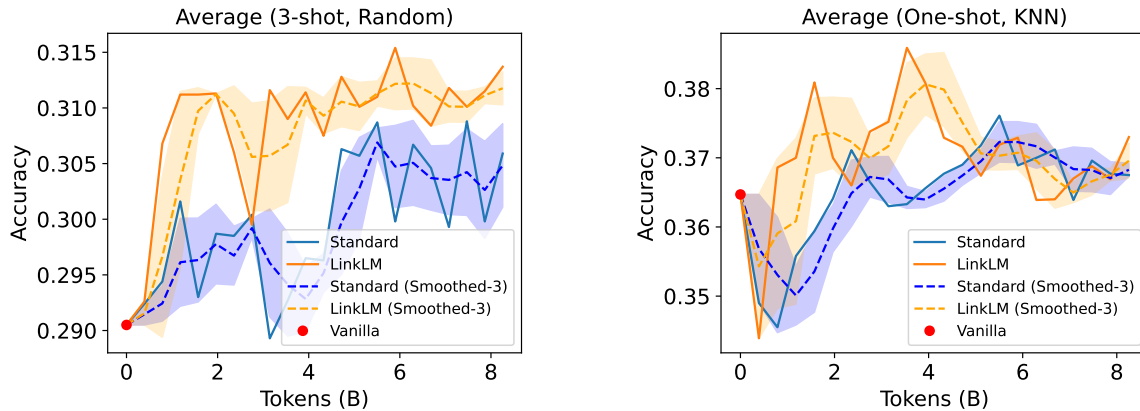 Average (3-shot, Random)
0.315
0.310
0.305
0.300
0.295
0.290
Accuracy
0 2 4 6 8
Tokens (B)
Standard
LinkLM
Standard (Smoothed-3)
LinkLM (Smoothed-3)
Vanilla
Average (One-shot, KNN)
0.38
0.37
0.36
0.35
Accuracy
0 2 4 6 8
Tokens (B)
Standard
LinkLM
Standard (Smoothed-3)
LinkLM (Smoothed-3)
Vanilla